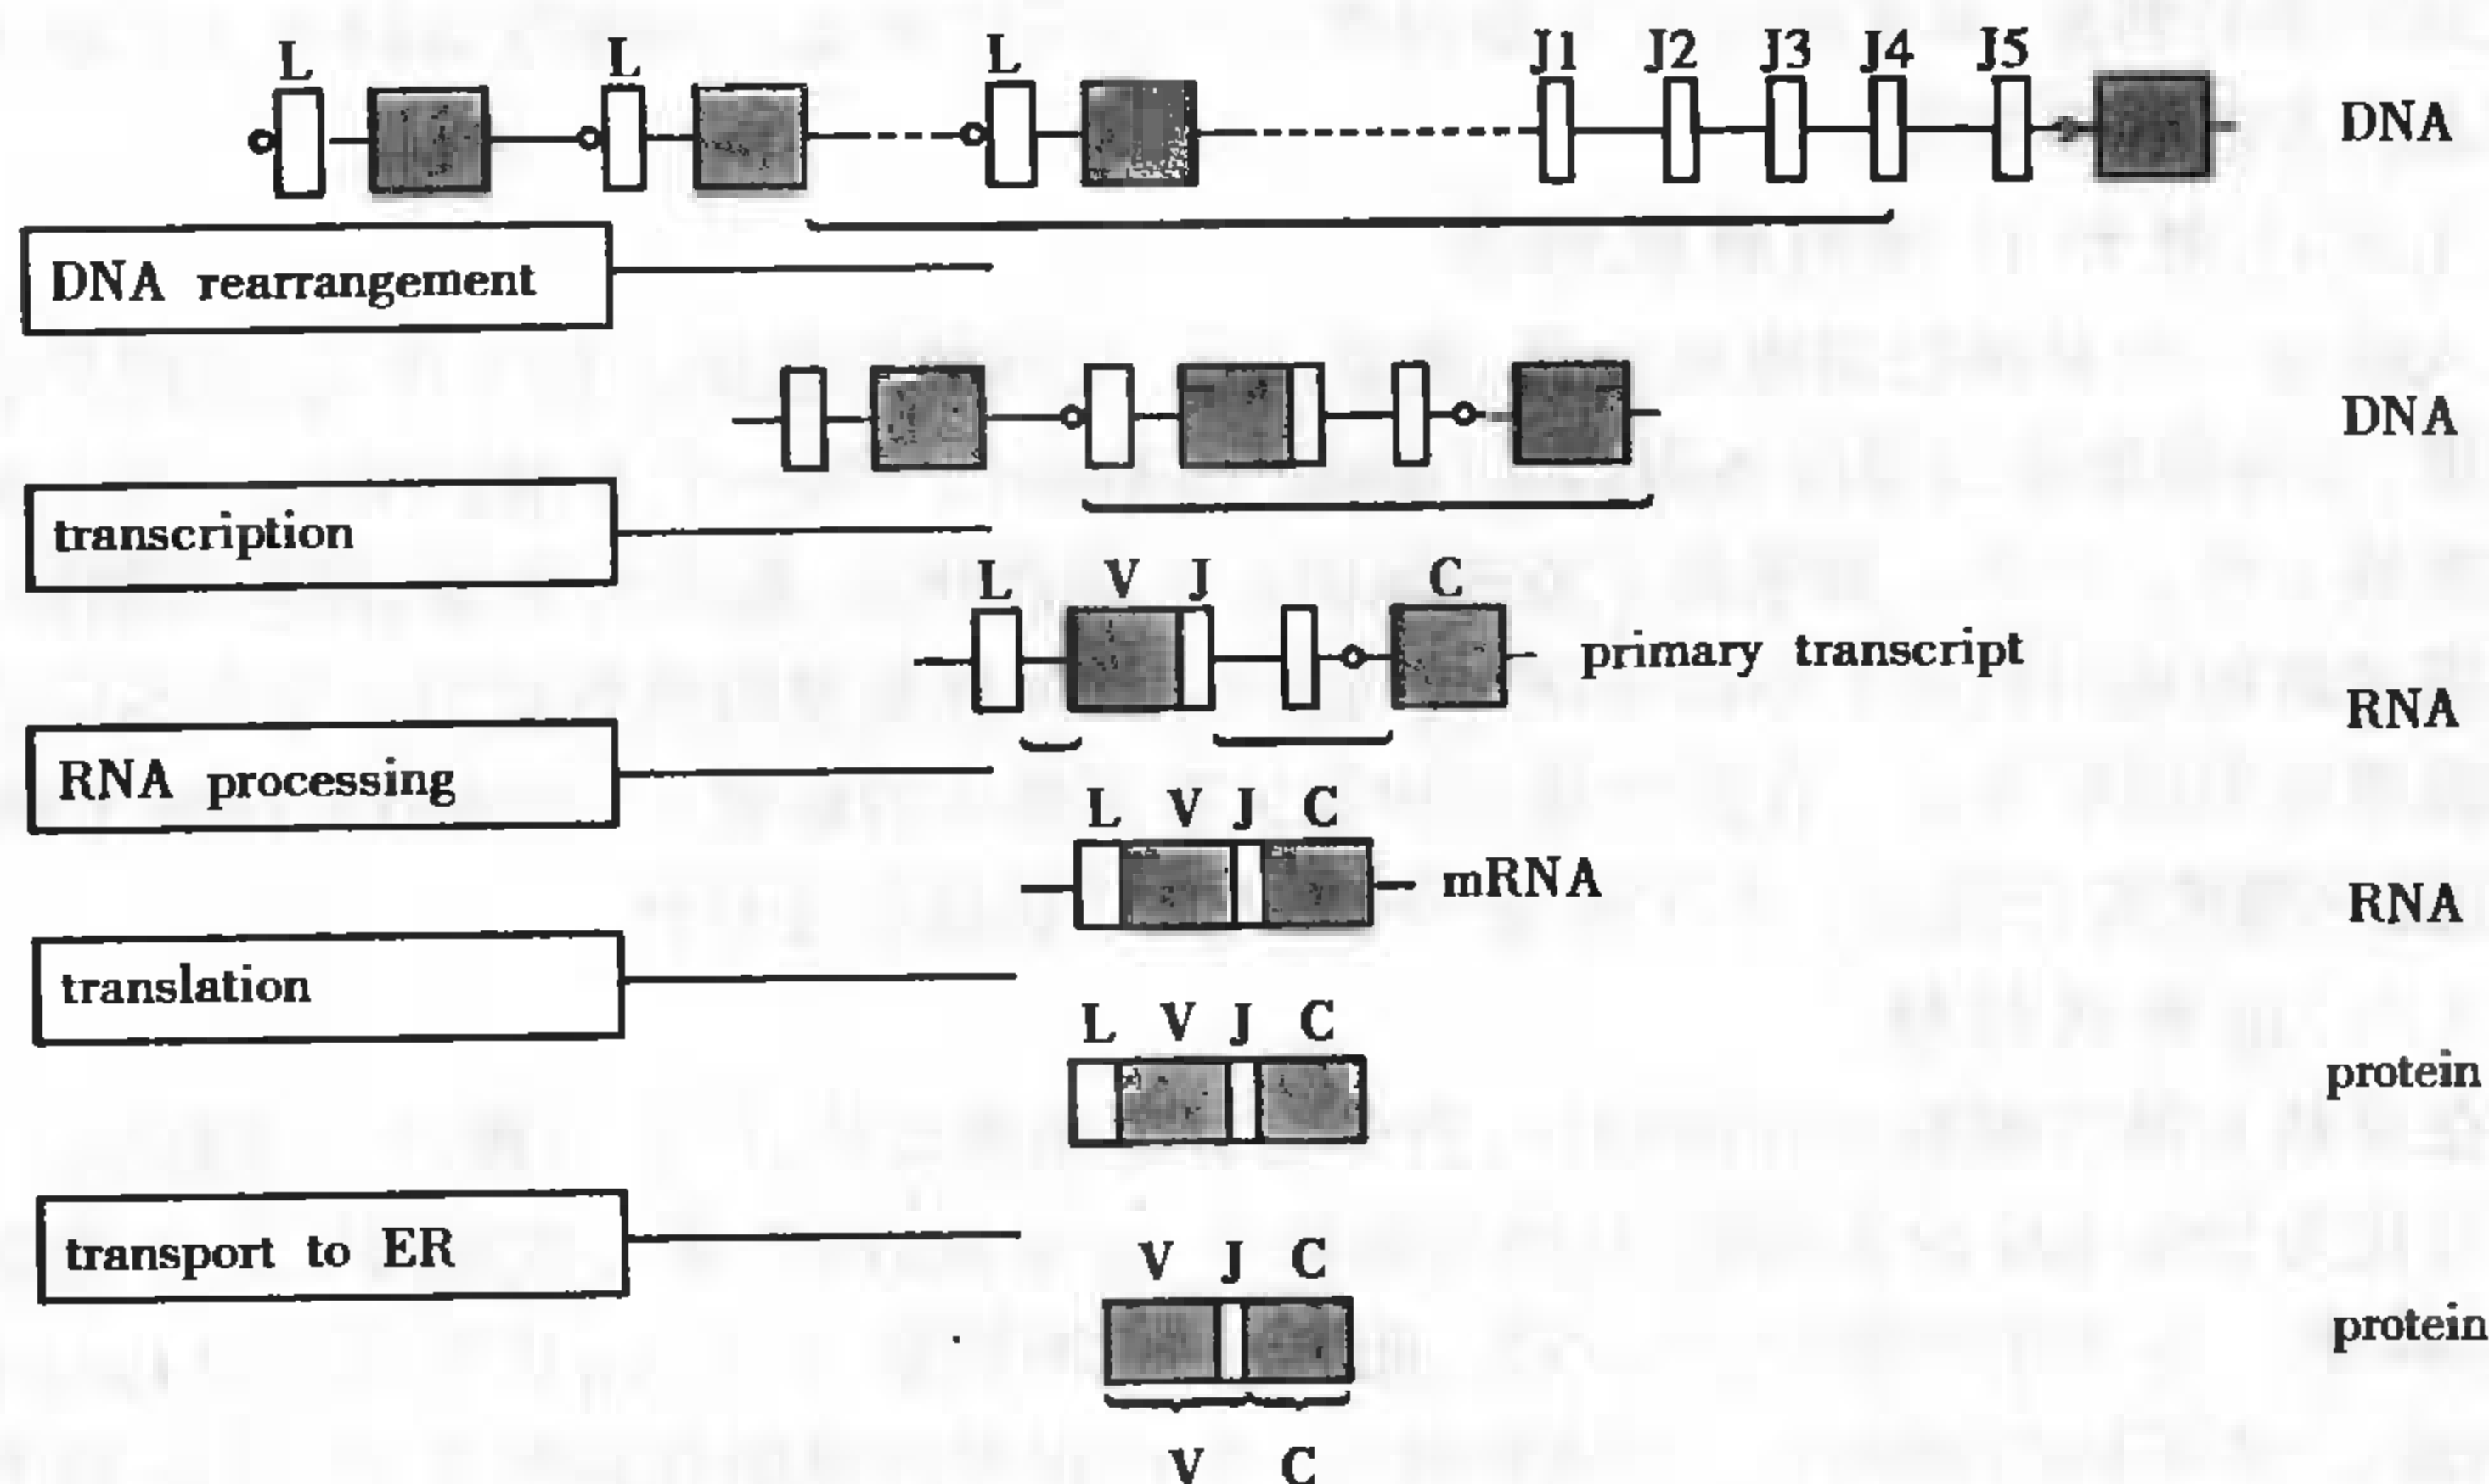 L L L J1 J2 J3 J4 J5
DNA
DNA rearrangement
DNA
transcription
L V J C
primary transcript
RNA
RNA processing
L V J C
mRNA
RNA
translation
L V J C
protein
transport to ER
V J C
protein
V C